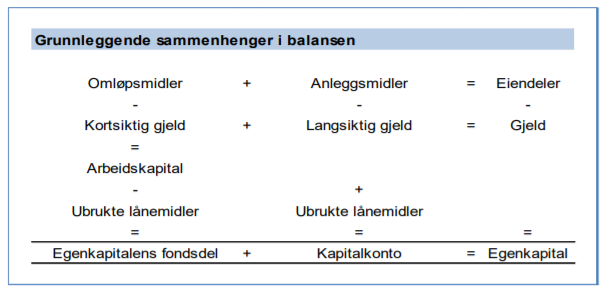 Grunnleggende sammenhenger i balansen
Omløpsmidler + Anleggsmidler = Eiendeler
- - -
Kortsiktig gjeld + Langsiktig gjeld = Gjeld
=
Arbeidskapital
- +
Ubrukte lånemidler Ubrukte lånemidler
= = =
Egenkapitalens fondsdel + Kapitalkonto = Egenkapital